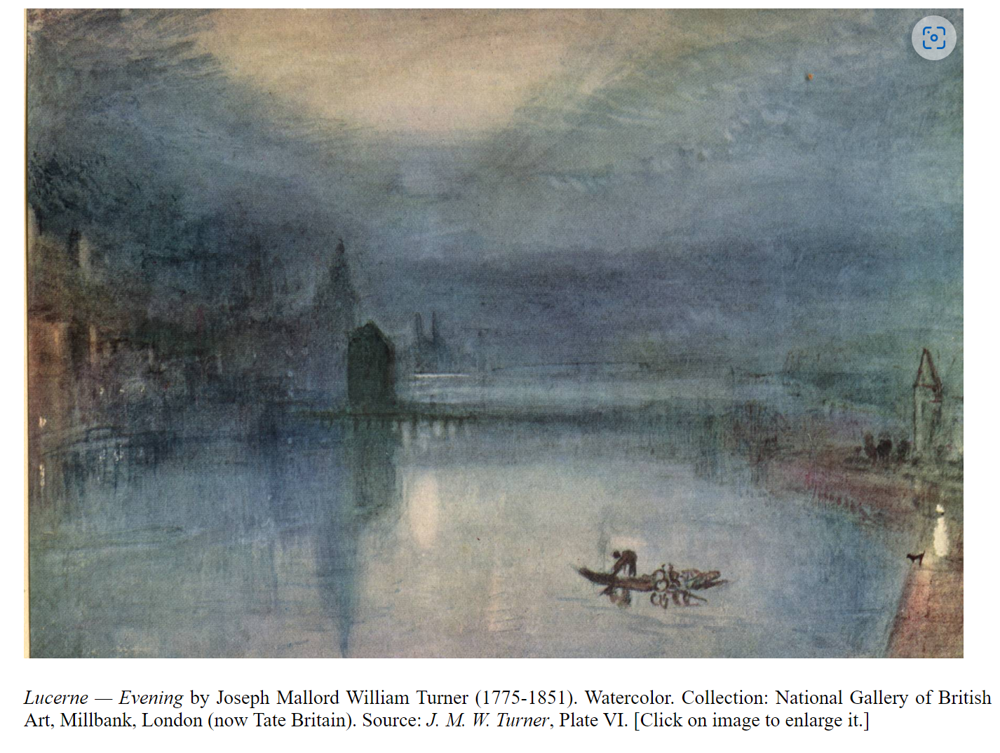 Lucerne — Evening by Joseph Mallord William Turner (1775-1851). Watercolor. Collection: National Gallery of British
Art, Millbank, London (now Tate Britain). Source: J. M. W. Turner, Plate VI. [Click on image to enlarge it.]